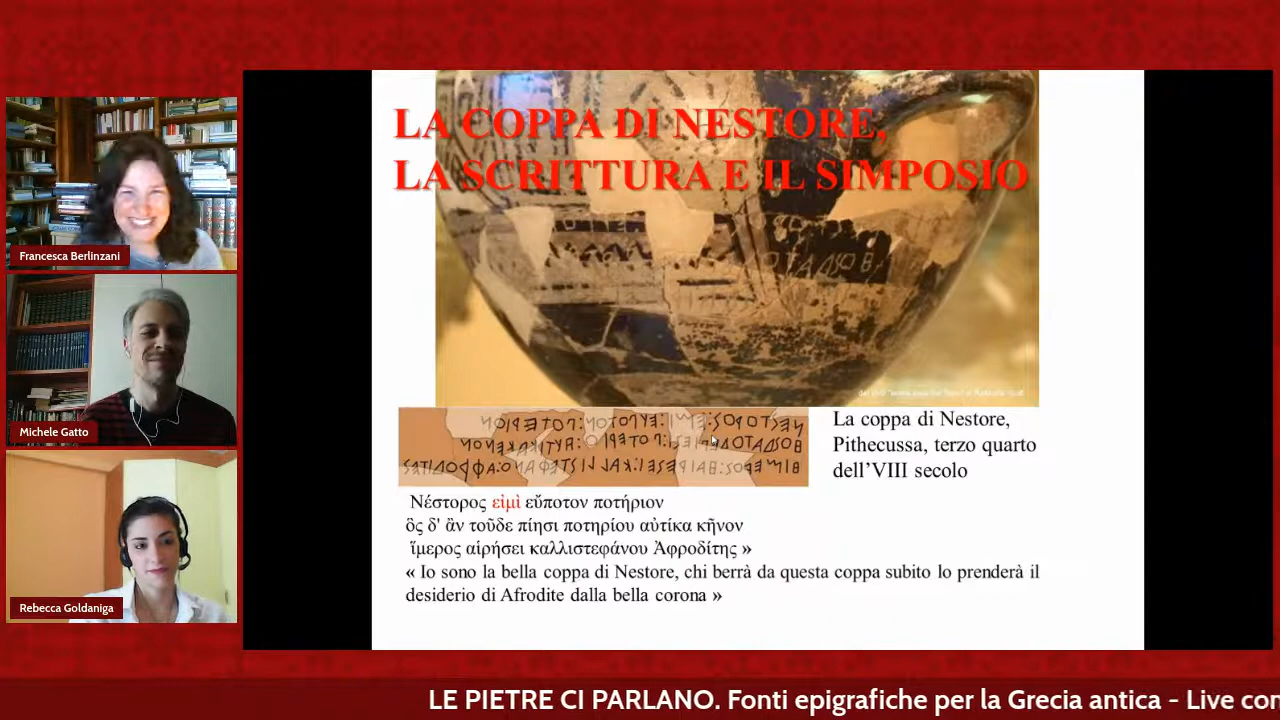 LA COPPA DI NESTORE,
LA SCRITTURA E IL SIMPOSIO
Francesca Berlinzani
Michele Gatto
Rebecca Goldaniga
La coppa di Nestore,
Pithecussa, terzo quarto
dell’VIII secolo
Νέστορος εἰμὶ εὔποτον ποτήριον
ὃς δ' ἂν τοῦδε πίησι ποτηρίου αὐτίκα κῆνον
ἵμερος αἱρήσει καλλιστεφάνου Ἀφροδίτης »
« Io sono la bella coppa di Nestore, chi berrà da questa coppa subito lo prenderà il
desiderio di Afrodite dalla bella corona »
LE PIETRE CI PARLANO. Fonti epigrafiche per la Grecia antica - Live con